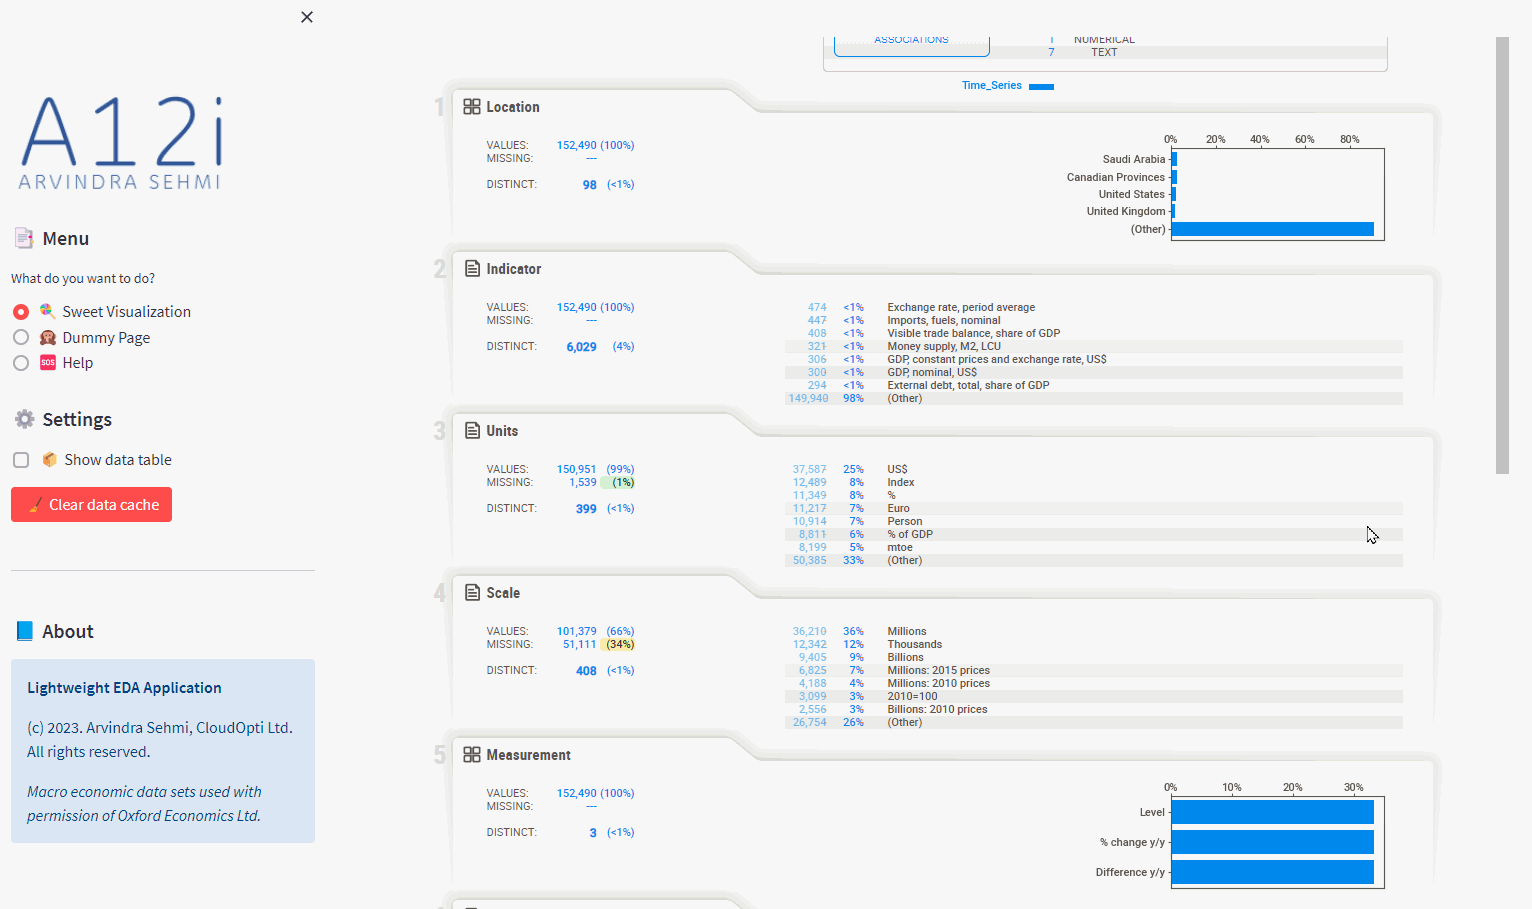 A12i
ARVINDRA SEHMI
Menu
What do you want to do?
Sweet Visualization
Dummy Page
SOS Help
Settings
Show data table
Clear data cache
About
Lightweight EDA Application
(c) 2023. Arvindra Sehmi, CloudOpti Ltd.
All rights reserved.
Macro economic data sets used with
permission of Oxford Economics Ltd.
ASSOCIATIONS
1 NUMERICAL
7 TEXT
Time_Series
1 Location
VALUES: 152,490 (100%)
MISSING: ---
DISTINCT: 98 (<1%)
0% 20% 40% 60% 80%
Saudi Arabia
Canadian Provinces
United States
United Kingdom
(Other)
2 Indicator
VALUES: 152,490 (100%)
MISSING: ---
DISTINCT: 6,029 (4%)
474 <1% Exchange rate, period average
447 <1% Imports, fuels, nominal
408 <1% Visible trade balance, share of GDP
321 <1% Money supply, M2, LCU
306 <1% GDP, constant prices and exchange rate, US$
300 <1% GDP, nominal, US$
294 <1% External debt, total, share of GDP
149,940 98% (Other)
3 Units
VALUES: 150,951 (99%)
MISSING: 1,539 (1%)
DISTINCT: 399 (<1%)
37,587 25% US$
12,489 8% Index
11,349 8% %
11,217 7% Euro
10,914 7% Person
8,811 6% % of GDP
8,199 5% mtoe
50,385 33% (Other)
4 Scale
VALUES: 101,379 (66%)
MISSING: 51,111 (34%)
DISTINCT: 408 (<1%)
36,210 36% Millions
12,342 12% Thousands
9,405 9% Billions
6,825 7% Millions: 2015 prices
4,188 4% Millions: 2010 prices
3,099 3% 2010=100
2,556 3% Billions: 2010 prices
26,754 26% (Other)
5 Measurement
VALUES: 152,490 (100%)
MISSING: ---
DISTINCT: 3 (<1%)
0% 10% 20% 30%
Level
% change y/y
Difference y/y